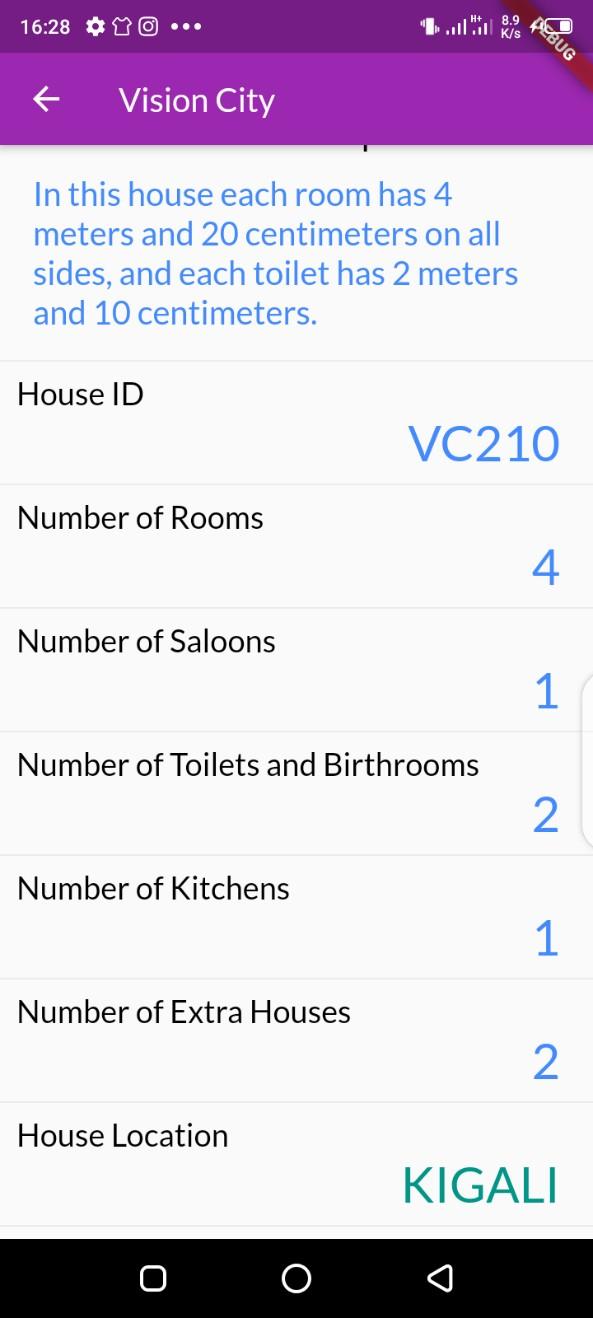 16:28
H+
8.9
K/s
DEBUG
Vision City
In this house each room has 4
meters and 20 centimeters on all
sides, and each toilet has 2 meters
and 10 centimeters.
House ID
VC210
Number of Rooms
4
Number of Saloons
1
Number of Toilets and Birthrooms
2
Number of Kitchens
1
Number of Extra Houses
2
House Location
KIGALI